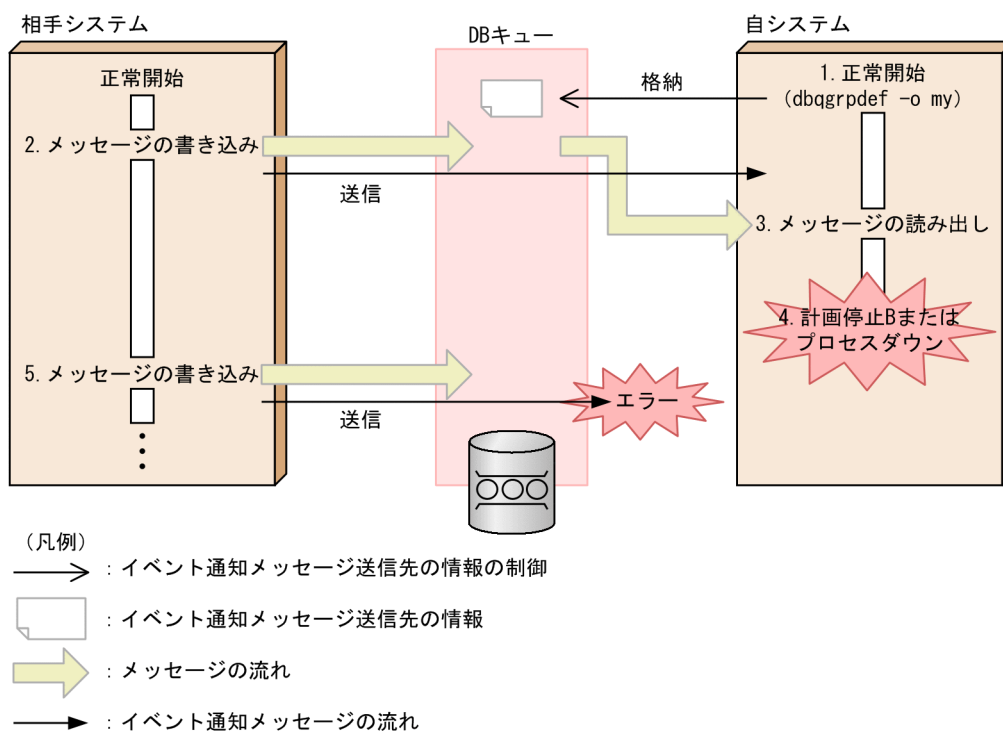 相手システム
DBキュー
自システム
正常開始
1. 正常開始
(dbqgrpdef -o my)
格納
2. メッセージの書き込み
送信
3. メッセージの読み出し
4. 計画停止Bまたは
プロセスダウン
5. メッセージの書き込み
送信
エラー
(凡例)
: イベント通知メッセージ送信先の情報の制御
: イベント通知メッセージ送信先の情報
: メッセージの流れ
: イベント通知メッセージの流れ